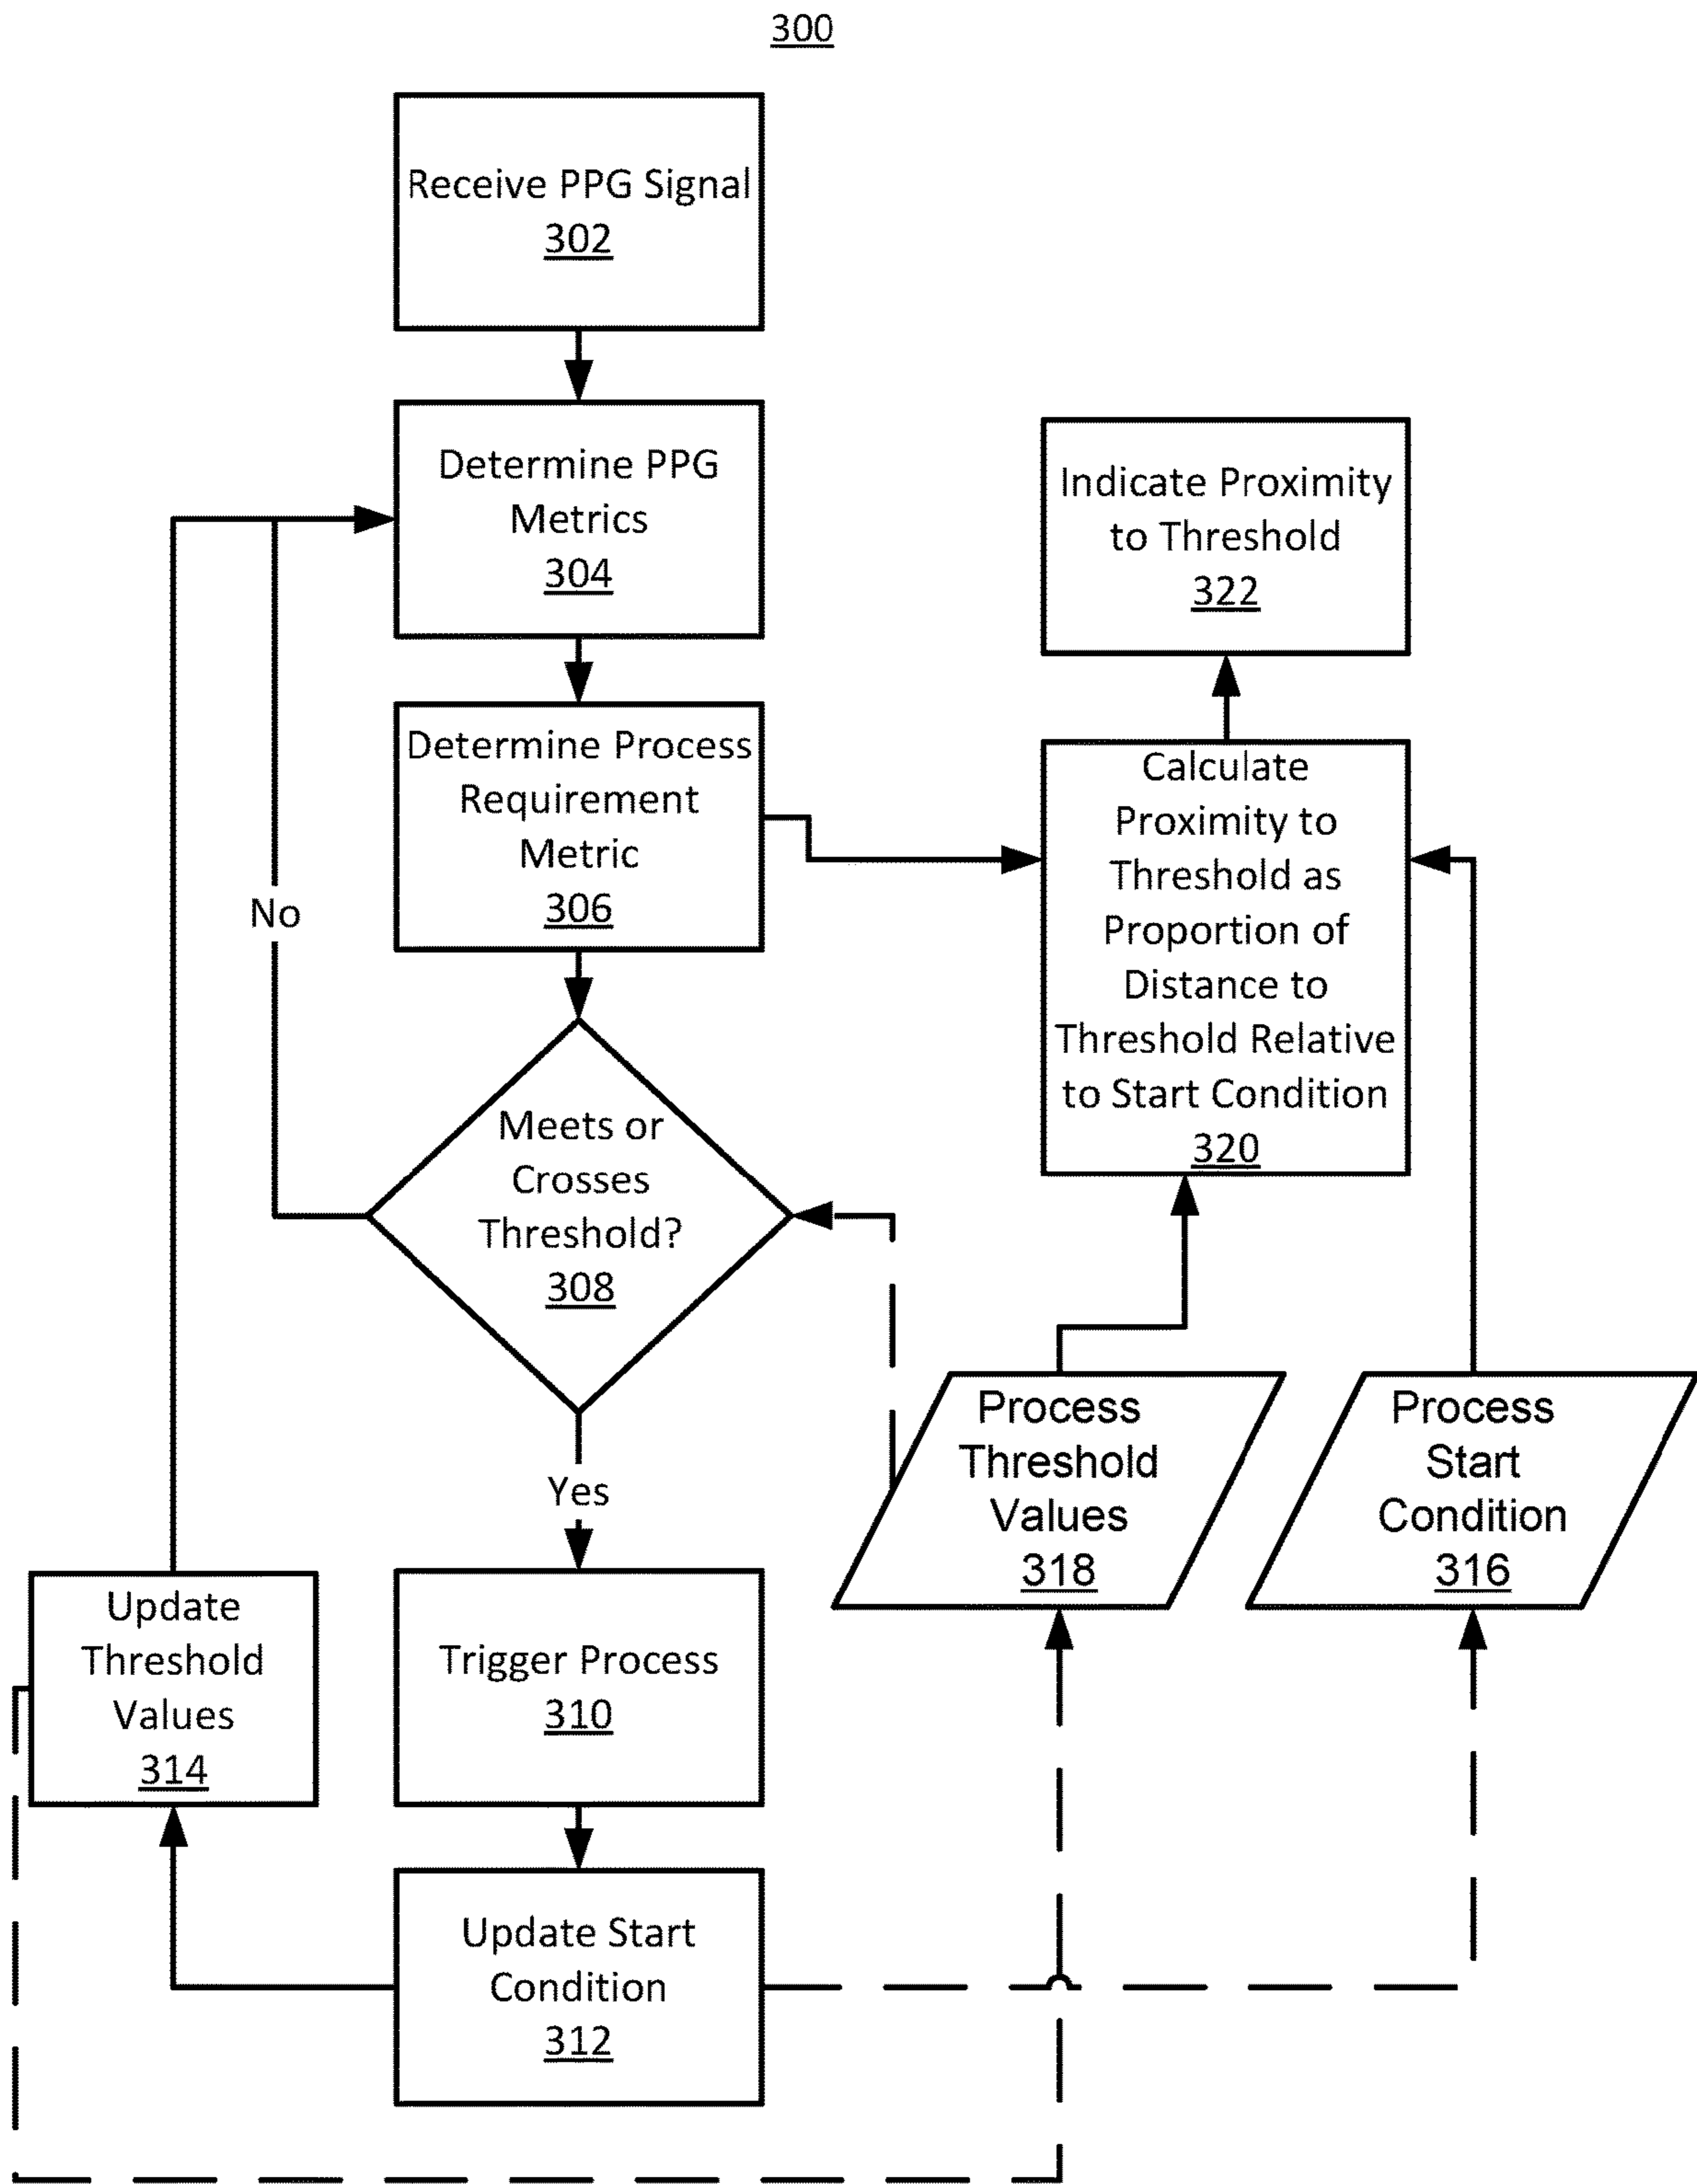 300
Receive PPG Signal
302
Determine PPG
Metrics
304
Indicate Proximity
to Threshold
322
Determine Process
Requirement
Metric
306
Calculate
Proximity to
Threshold as
Proportion of
Distance to
Threshold Relative
to Start Condition
320
No
Meets or
Crosses
Threshold?
308
Yes
Process
Threshold
Values
318
Process
Start
Condition
316
Update
Threshold
Values
314
Trigger Process
310
Update Start
Condition
312